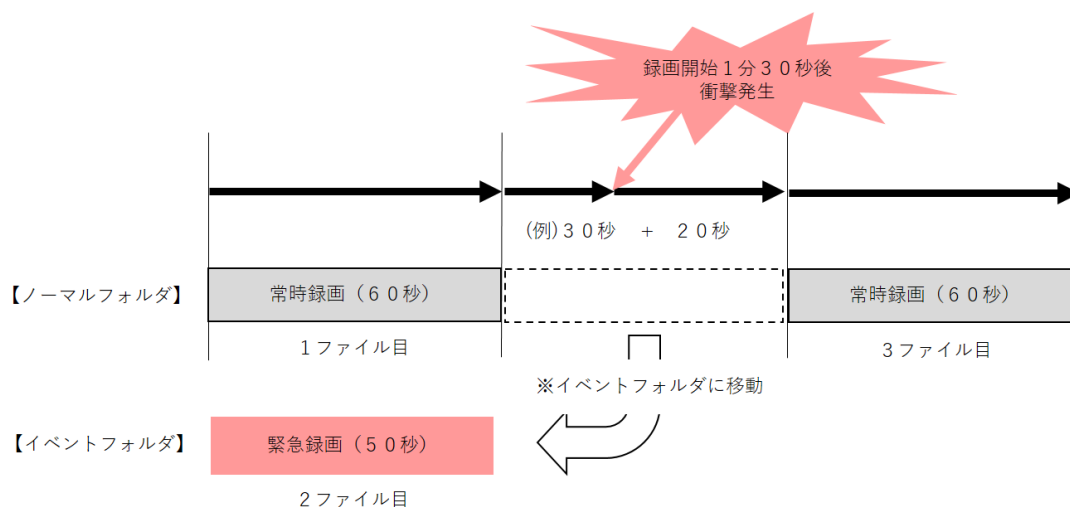 録画開始１分３０秒後
衝撃発生
(例)３０秒　＋　２０秒
【ノーマルフォルダ】
常時録画（６０秒）
常時録画（６０秒）
１ファイル目
３ファイル目
※イベントフォルダに移動
【イベントフォルダ】
緊急録画（５０秒）
２ファイル目